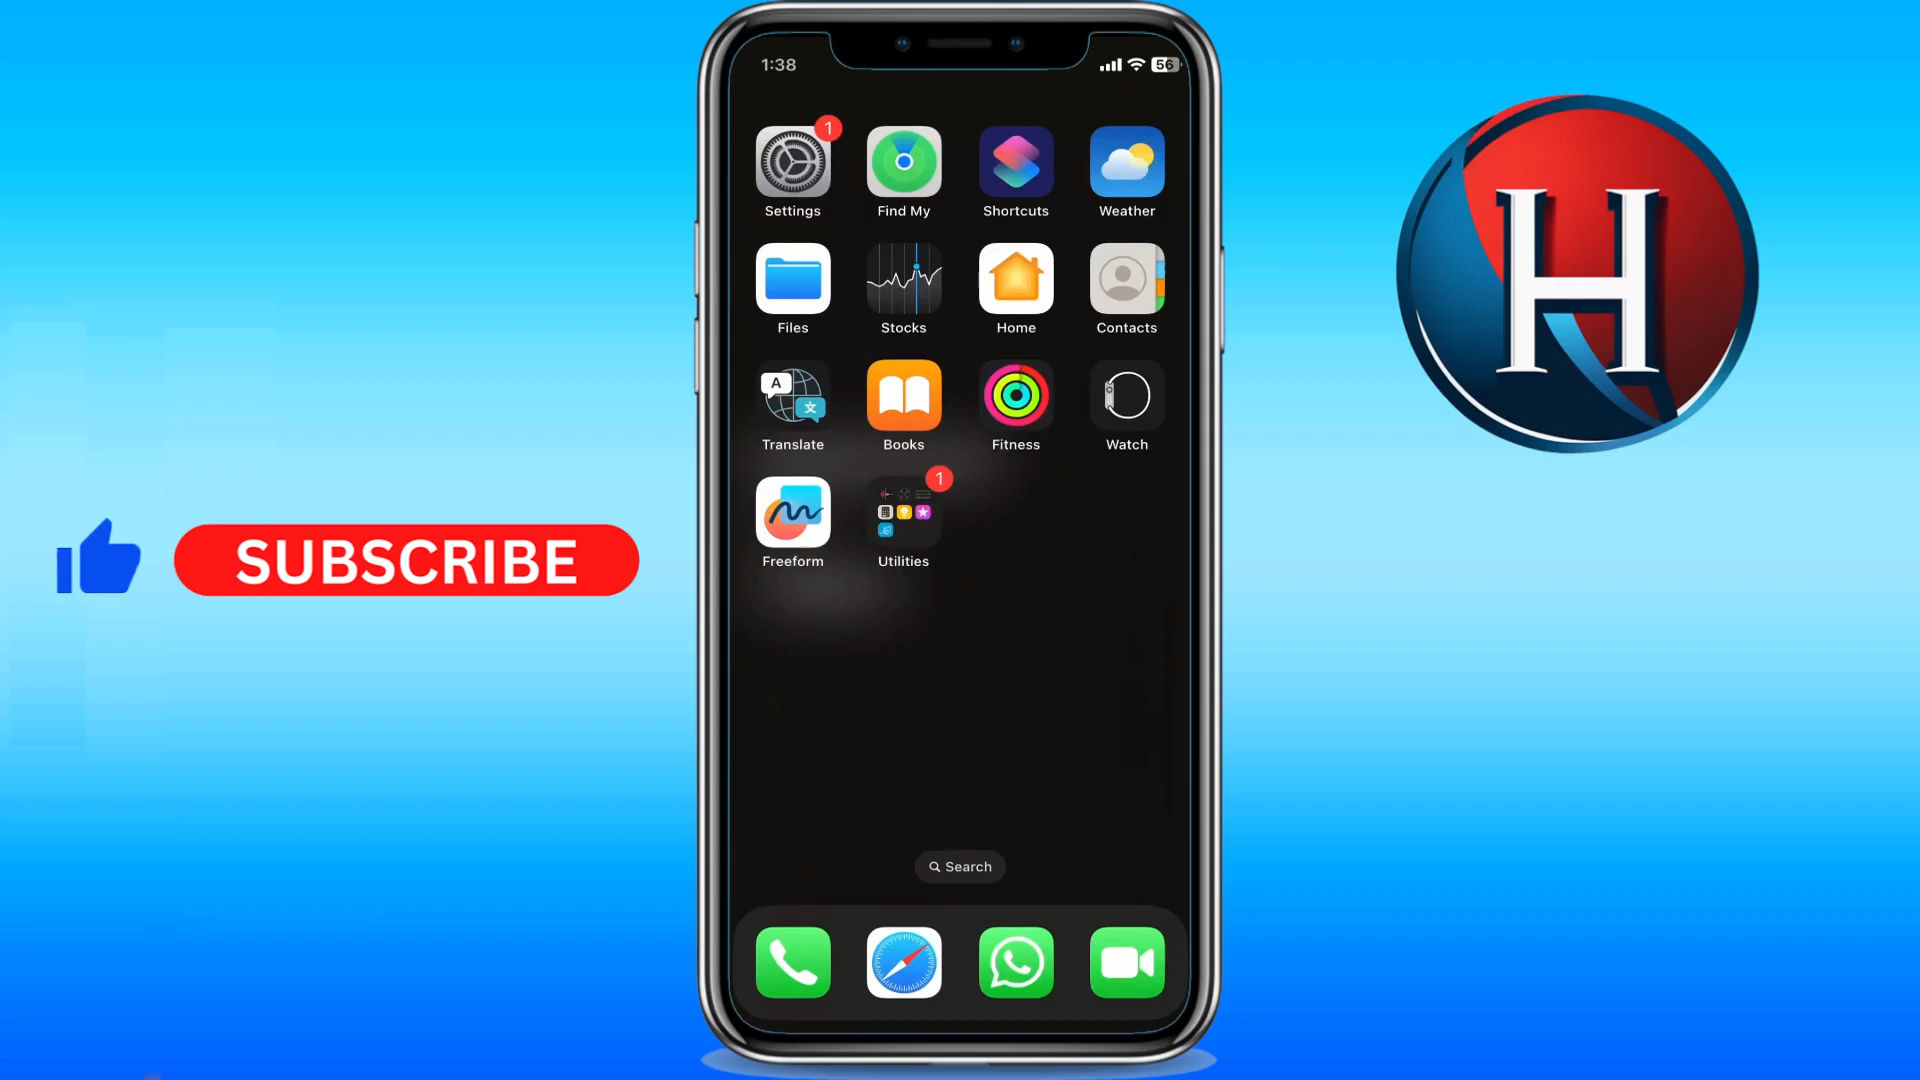 1:38
56
1
Settings
Find My
Shortcuts
Weather
Files
Stocks
Home
Contacts
A
文
Translate
Books
Fitness
Watch
1
Freeform
Utilities
Search
SUBSCRIBE
H